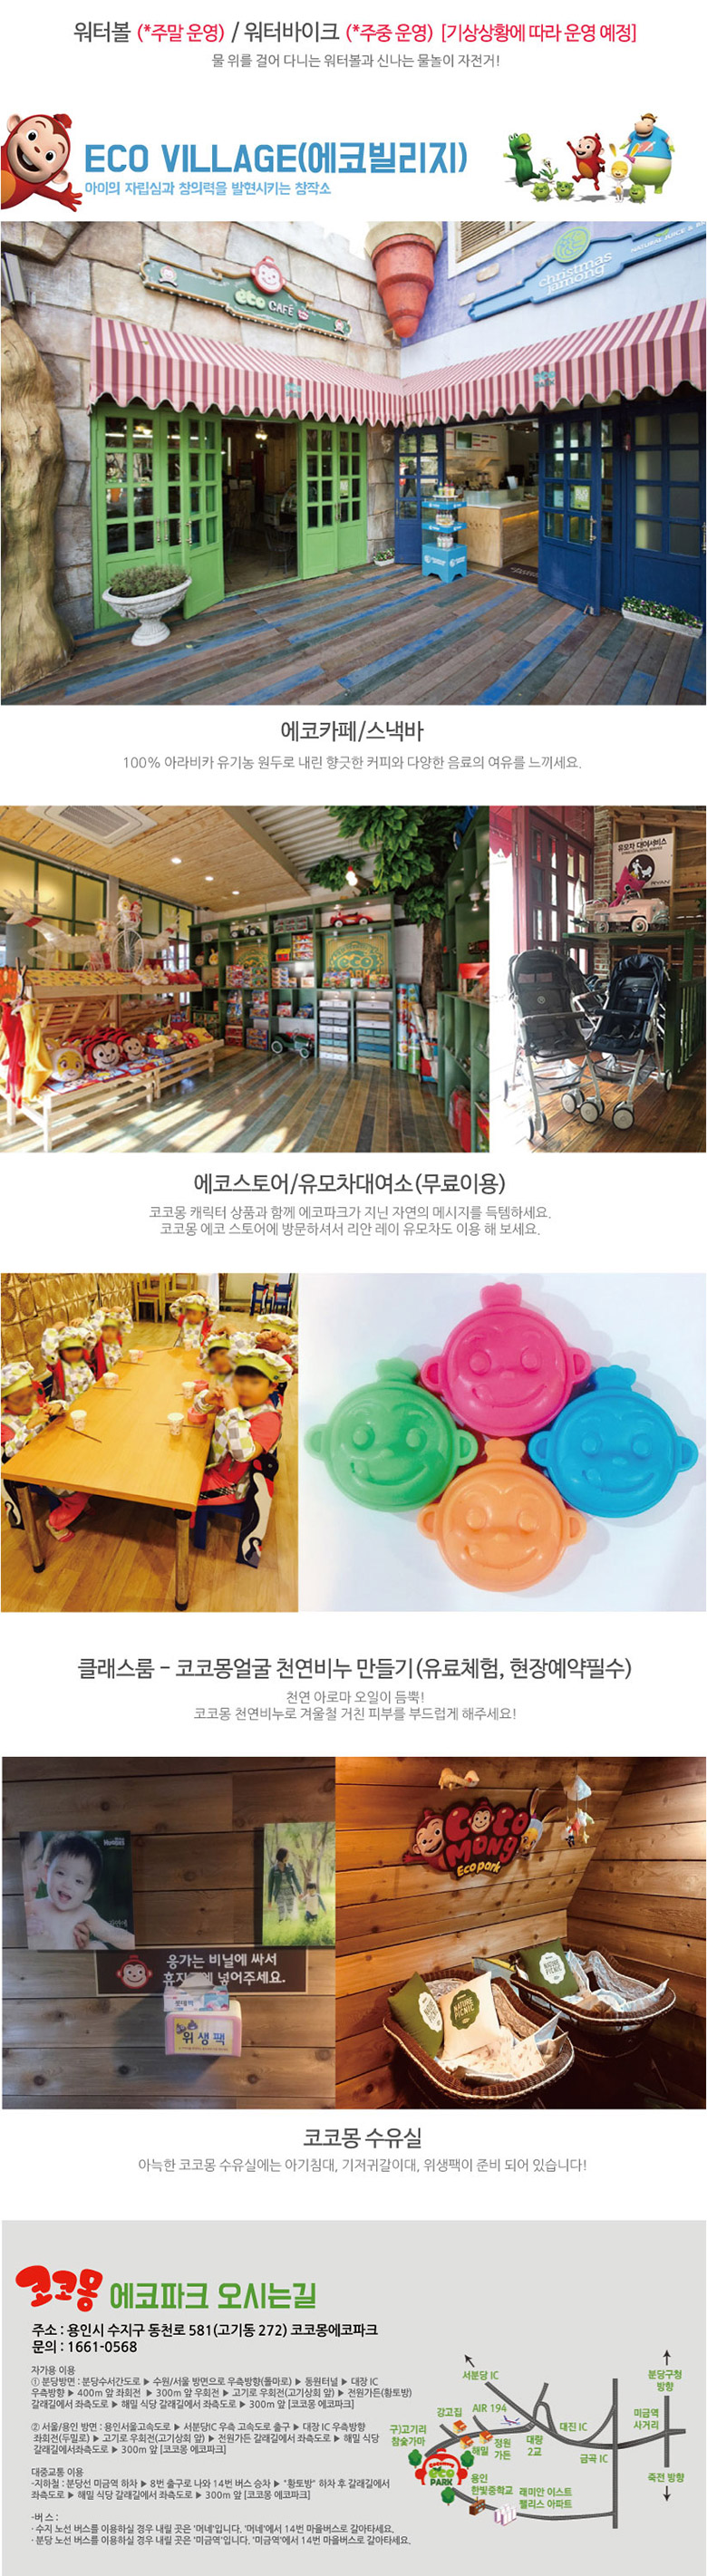 워터볼 (*주말 운영) / 워터바이크 (*주중 운영) [기상상황에 따라 운영 예정]
물 위를 걸어 다니는 워터볼과 신나는 물놀이 자전거!
ECO VILLAGE(에코빌리지)
아이의 자립심과 창의력을 발현시키는 창작소
eco CAFÉ
christmas jamong
NATURAL JUICE &
에코카페/스낵바
100% 아라비카 유기농 원두로 내린 향긋한 커피와 다양한 음료의 여유를 느끼세요.
eco
유모차 대여서비스
RYAN
에코스토어/유모차대여소(무료이용)
코코몽 캐릭터 상품과 함께 에코파크가 지닌 자연의 메시지를 득템하세요.
코코몽 에코 스토어에 방문하셔서 리안 레이 유모차도 이용 해 보세요.
클래스룸 - 코코몽얼굴 천연비누 만들기(유료체험, 현장예약필수)
천연 아로마 오일이 듬뿍!
코코몽 천연비누로 겨울철 거친 피부를 부드럽게 해주세요!
응가는 비닐에 싸서
넣어주세요.
위생팩
COCO MONG
Eco park
NATURE PICNIC
NATURE PICNIC
코코몽 수유실
아늑한 코코몽 수유실에는 아기침대, 기저귀갈이대, 위생팩이 준비 되어 있습니다!
코코몽 에코파크 오시는길
주소 : 용인시 수지구 동천로 581(고기동 272) 코코몽에코파크
문의 : 1661-0568
자가용 이용
① 분당방면 : 분당수서간도로 ▶ 수원/서울 방면으로 우측방향(돌마로) ▶ 동원터널 ▶ 대장 IC
우측방향 ▶ 400m 앞 좌회전 ▶ 300m 앞 우회전 ▶ 고기로 우회전(고기상회 앞) ▶ 전원가든(황토방)
갈래길에서 좌측도로 ▶ 해밀 식당 갈래길에서 좌측도로 ▶ 300m 앞 [코코몽 에코파크]
② 서울/용인 방면 : 용인서울고속도로 ▶ 서분당IC 우측 고속도로 출구 ▶ 대장 IC 우측방향
좌회전(두밀로) ▶ 고기로 우회전(고기상회 앞) ▶ 전원가든 갈래길에서 좌측도로 ▶ 해밀 식당
갈래길에서좌측도로 ▶ 300m 앞 [코코몽 에코파크]
대중교통 이용
-지하철 : 분당선 미금역 하차 ▶ 8번 출구로 나와 14번 버스 승차 ▶ "황토방" 하차 후 갈래길에서
좌측도로 ▶ 해밀 식당 갈래길에서 좌측도로 ▶ 300m 앞 [코코몽 에코파크]
-버 스 :
· 수지 노선 버스를 이용하실 경우 내릴 곳은 '머네'입니다. '머네'에서 14번 마을버스로 갈아타세요.
· 분당 노선 버스를 이용하실 경우 내릴 곳은 '미금역'입니다. '미금역'에서 14번 마을버스로 갈아타세요.
서분당 IC
분당구청
방향
강고집
AIR 194
미금역
사거리
구)고기리
참숯가마
정원
가든
해밀
대량
2교
대진 IC
금곡 IC
eco
PARK
용인
한빛중학교
래미안 이스트
팰리스 아파트
죽전 방향